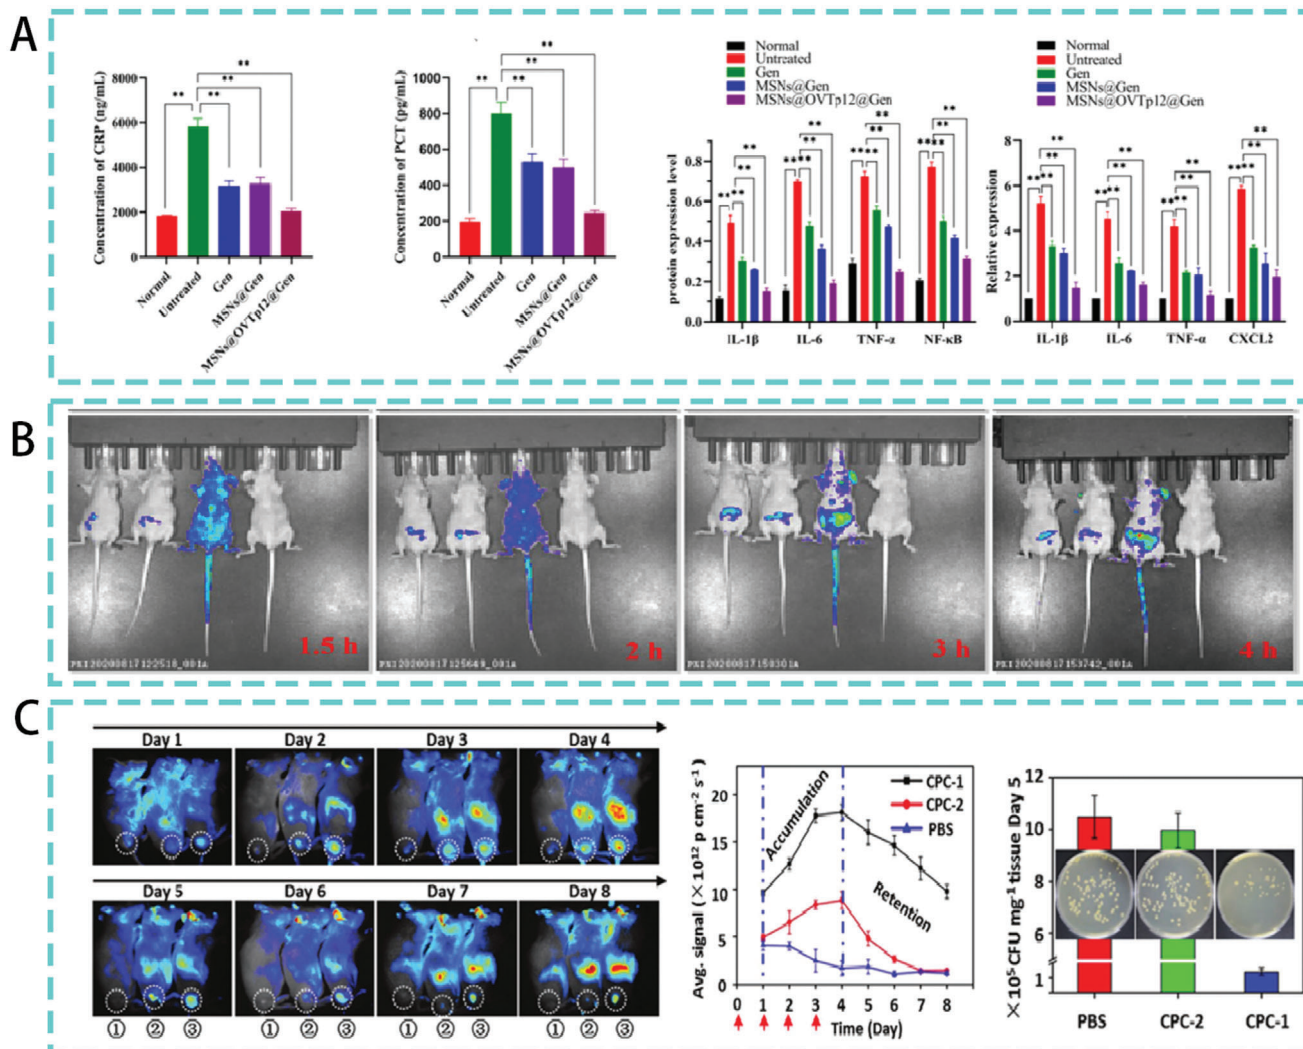 A
Concentration of CRP (ng/mL)
8000
6000
4000
2000
0
** ** ** **
Normal
Untreated
Gen
MSNs@Gen
MSNs@OVTp12@Gen
Concentration of PCT (pg/mL)
1000
800
600
400
200
0
** ** ** **
Normal
Untreated
Gen
MSNs@Gen
MSNs@OVTp12@Gen
Normal
Untreated
Gen
MSNs@Gen
MSNs@OVTp12@Gen
protein expression level
0.8
0.6
0.4
0.2
0.0
** ** ** **
** ** ** **
** ** ** **
** ** ** **
IL-1β IL-6 TNF-α NF-κB
Normal
Untreated
Gen
MSNs@Gen
MSNs@OVTp12@Gen
Relative expression
8
6
4
2
0
** ** ** **
** ** ** **
** ** ** **
** ** ** **
IL-1β IL-6 TNF-α CXCL2
B
1.5 h
PXI20200817122518_001A
2 h
PXI20200817125649_001A
3 h
4 h
PXI20200817153742_001A
C
Day 1 Day 2 Day 3 Day 4
Day 5 Day 6 Day 7 Day 8
① ② ③ ① ② ③ ① ② ③ ① ② ③
Avg. signal (×10¹² p cm⁻² s⁻¹)
25
20
15
10
5
0
Accumulation
Retention
CPC-1
CPC-2
PBS
0 1 2 3 4 5 6 7 8
Time (Day)
×10⁵ CFU mg⁻¹ tissue Day 5
12
10
8
6
1
PBS CPC-2 CPC-1